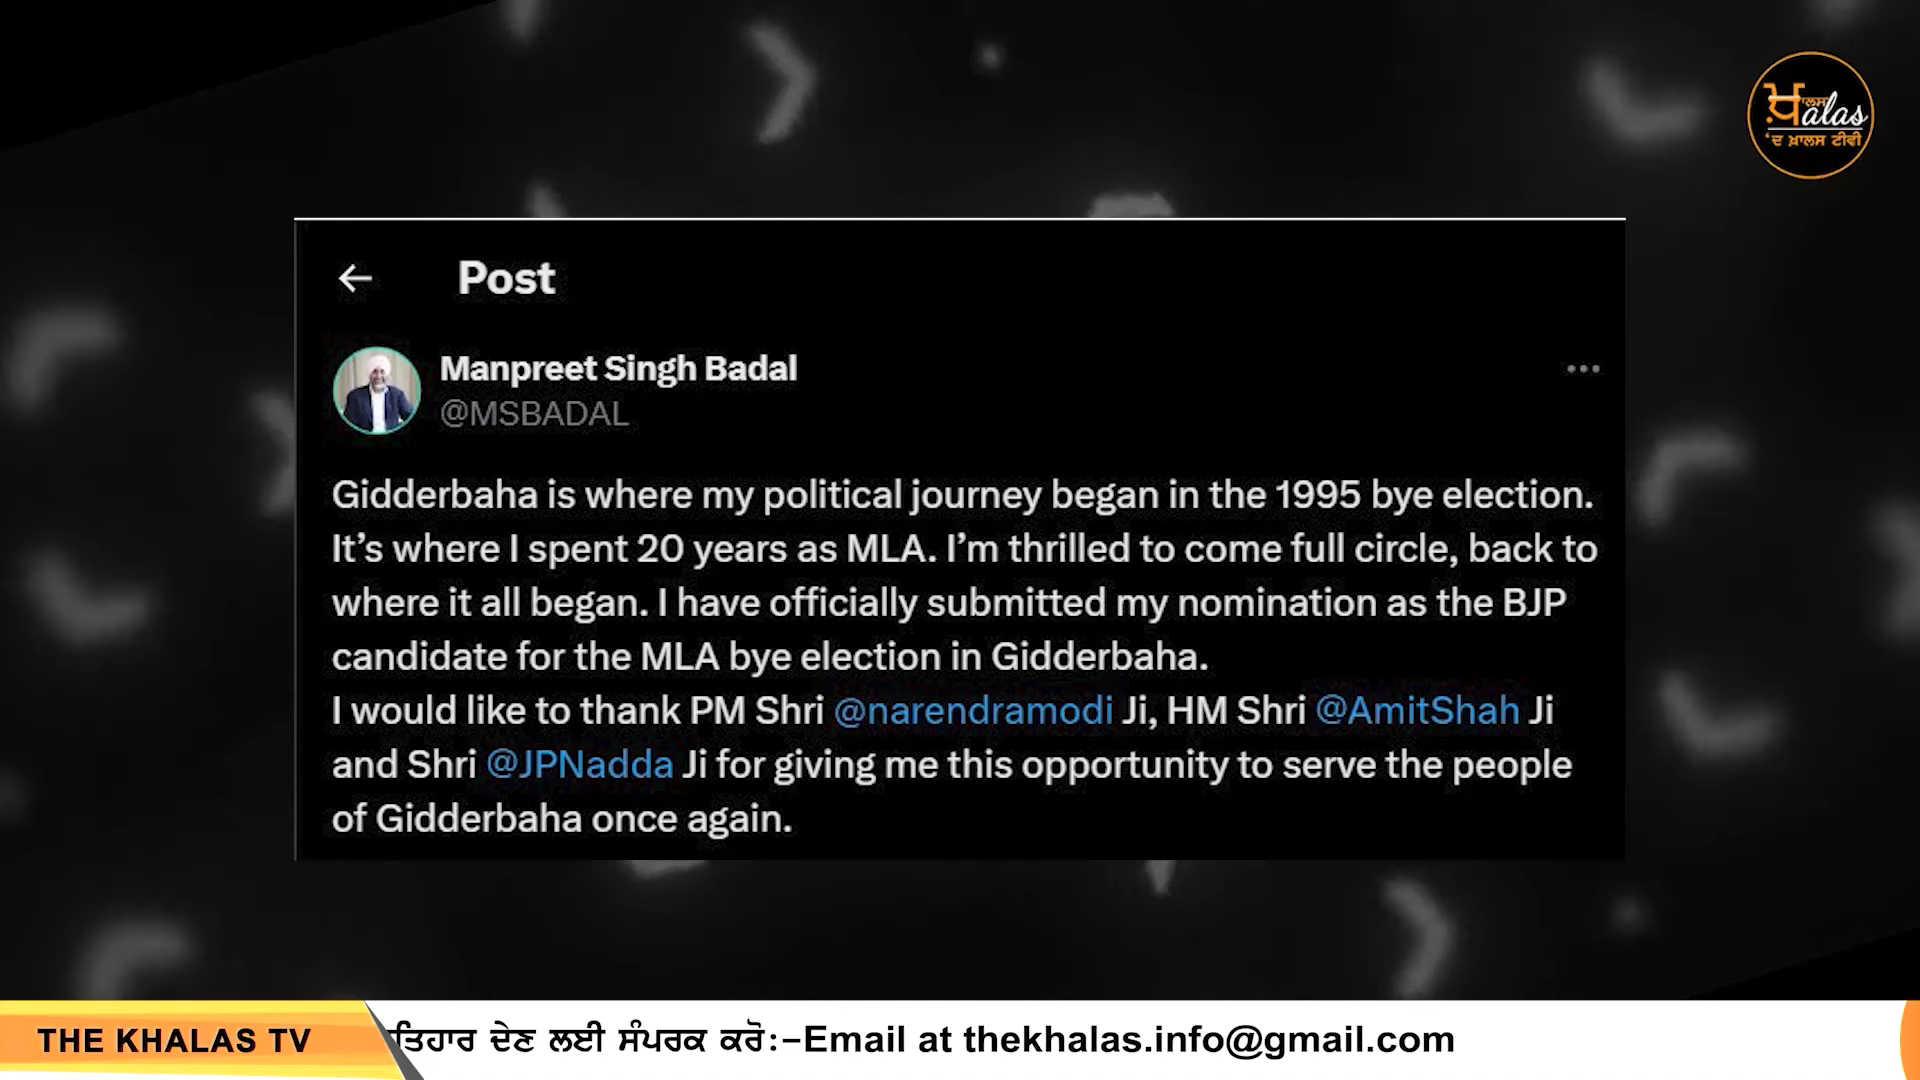 ਖ਼ਾਲਸ
alas
'ਦ ਖ਼ਾਲਸ ਟੀਵੀ
Post
Manpreet Singh Badal
@MSBADAL
Gidderbaha is where my political journey began in the 1995 bye election.
It’s where I spent 20 years as MLA. I’m thrilled to come full circle, back to
where it all began. I have officially submitted my nomination as the BJP
candidate for the MLA bye election in Gidderbaha.
I would like to thank PM Shri @narendramodi Ji, HM Shri @AmitShah Ji
and Shri @JPNadda Ji for giving me this opportunity to serve the people
of Gidderbaha once again.
THE KHALAS TV
ਤਿਹਾਰ ਦੇਣ ਲਈ ਸੰਪਰਕ ਕਰੋ:-Email at thekhalas.info@gmail.com